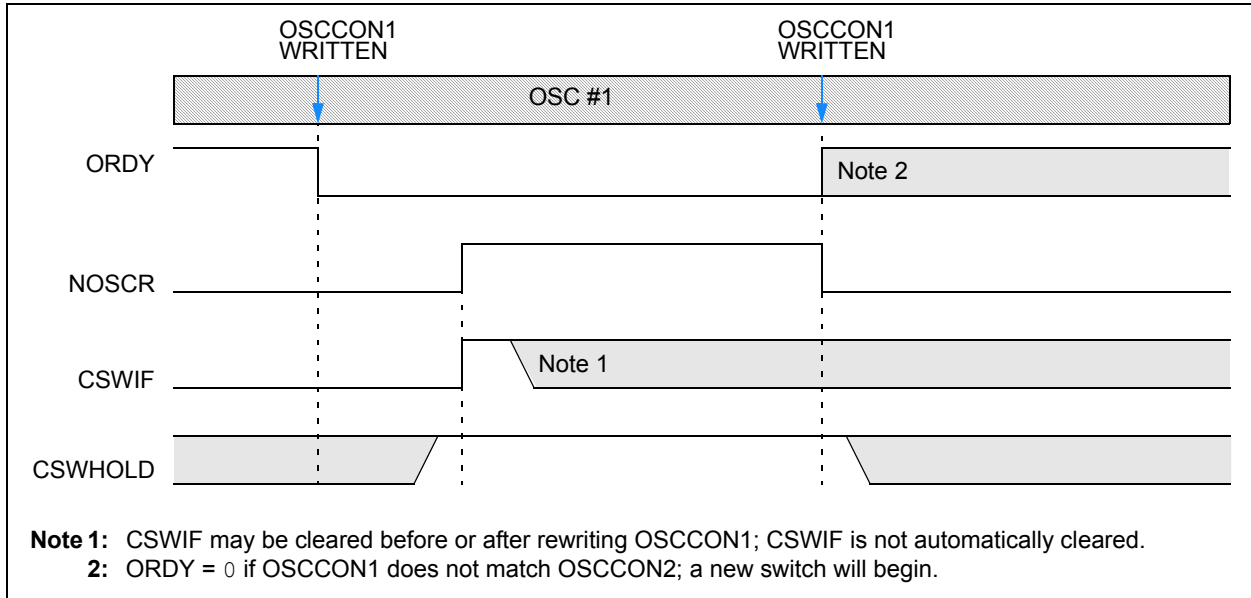 OSCCON1 OSCCON1
WRITTEN WRITTEN
OSC #1
ORDY
Note 2
NOSCR
CSWIF
Note 1
CSWHOLD
Note 1: CSWIF may be cleared before or after rewriting OSCCON1; CSWIF is not automatically cleared.
2: ORDY = 0 if OSCCON1 does not match OSCCON2; a new switch will begin.